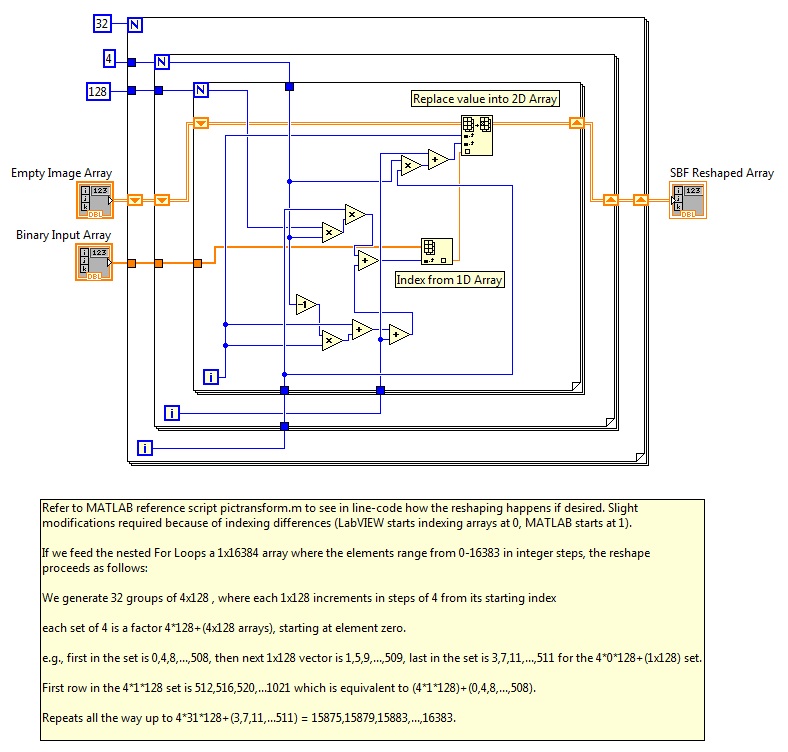 32
N
4
N
128
N
Replace value into 2D Array
Empty Image Array
SBF Reshaped Array
i 123
j
k
DBL
i 123
j
k
DBL
Binary Input Array
i 123
j
k
DBL
Index from 1D Array
i
i
i
Refer to MATLAB reference script pictransform.m to see in line-code how the reshaping happens if desired. Slight
modifications required because of indexing differences (LabVIEW starts indexing arrays at 0, MATLAB starts at 1).
If we feed the nested For Loops a 1x16384 array where the elements range from 0-16383 in integer steps, the reshape
proceeds as follows:
We generate 32 groups of 4x128 , where each 1x128 increments in steps of 4 from its starting index
each set of 4 is a factor 4*128+(4x128 arrays), starting at element zero.
e.g., first in the set is 0,4,8,...,508, then next 1x128 vector is 1,5,9,...,509, last in the set is 3,7,11,...,511 for the 4*0*128+(1x128) set.
First row in the 4*1*128 set is 512,516,520,...1021 which is equivalent to (4*1*128)+(0,4,8,...,508).
Repeats all the way up to 4*31*128+(3,7,11,...511) = 15875,15879,15883,...,16383.